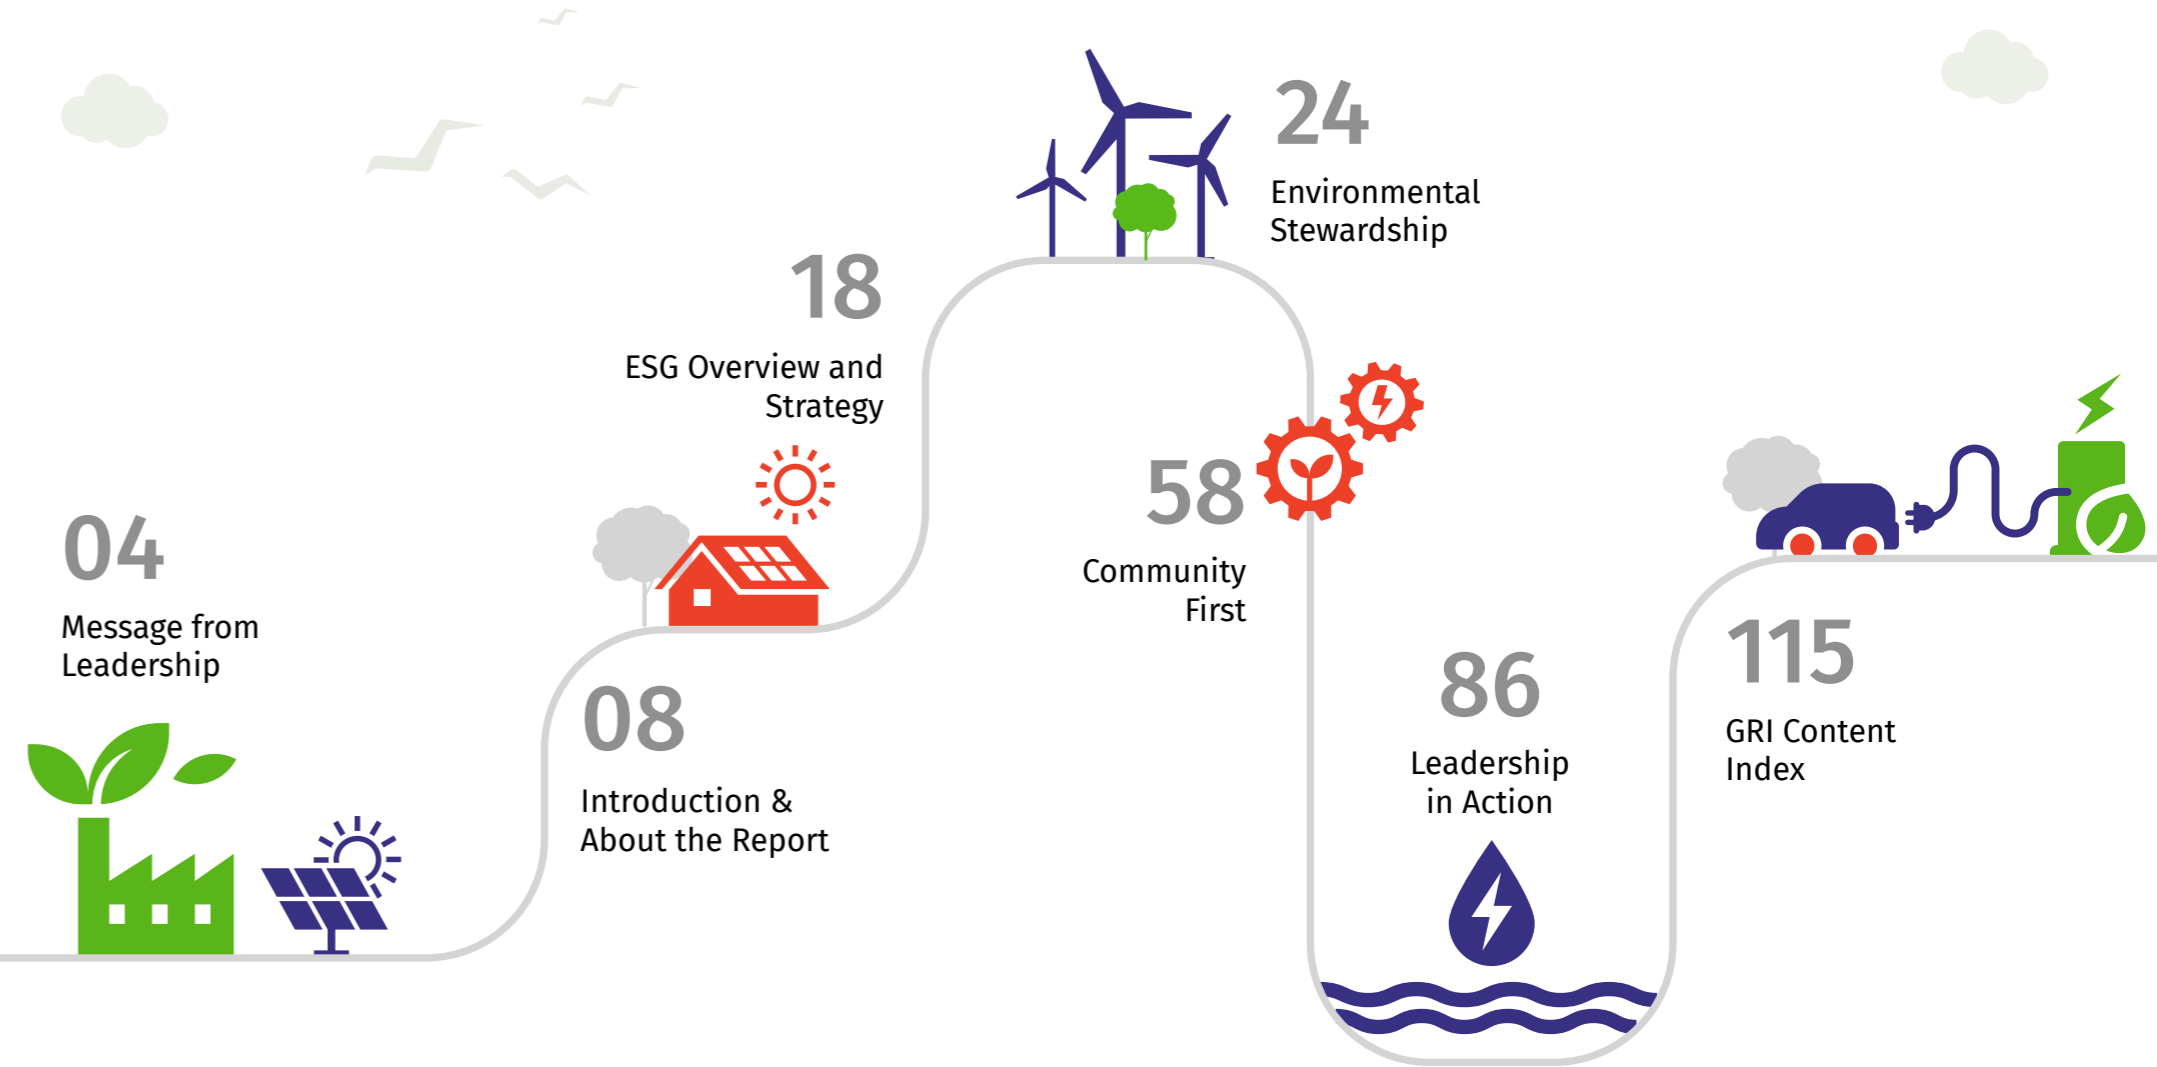 04
Message from
Leadership
08
Introduction &
About the Report
18
ESG Overview and
Strategy
24
Environmental
Stewardship
58
Community
First
86
Leadership
in Action
115
GRI Content
Index